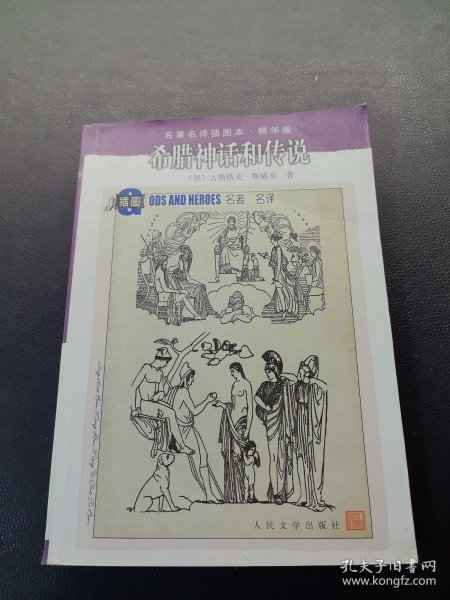 名著名译插图本·精华版
希腊神话和传说
〔德〕古斯塔夫·斯威布 著
插图
GODS AND HEROES 名著 名译
人民文学出版社
孔夫子旧书网
www.kongfz.com